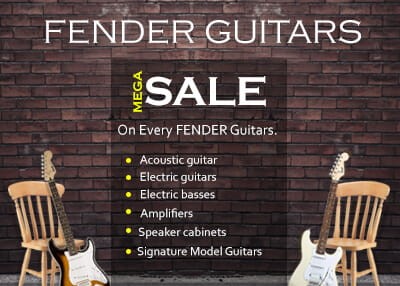 FENDER GUITARS
MEGA
SALE
On Every FENDER Guitars.
Acoustic guitar
Electric guitars
Electric basses
Amplifiers
Speaker cabinets
Signature Model Guitars